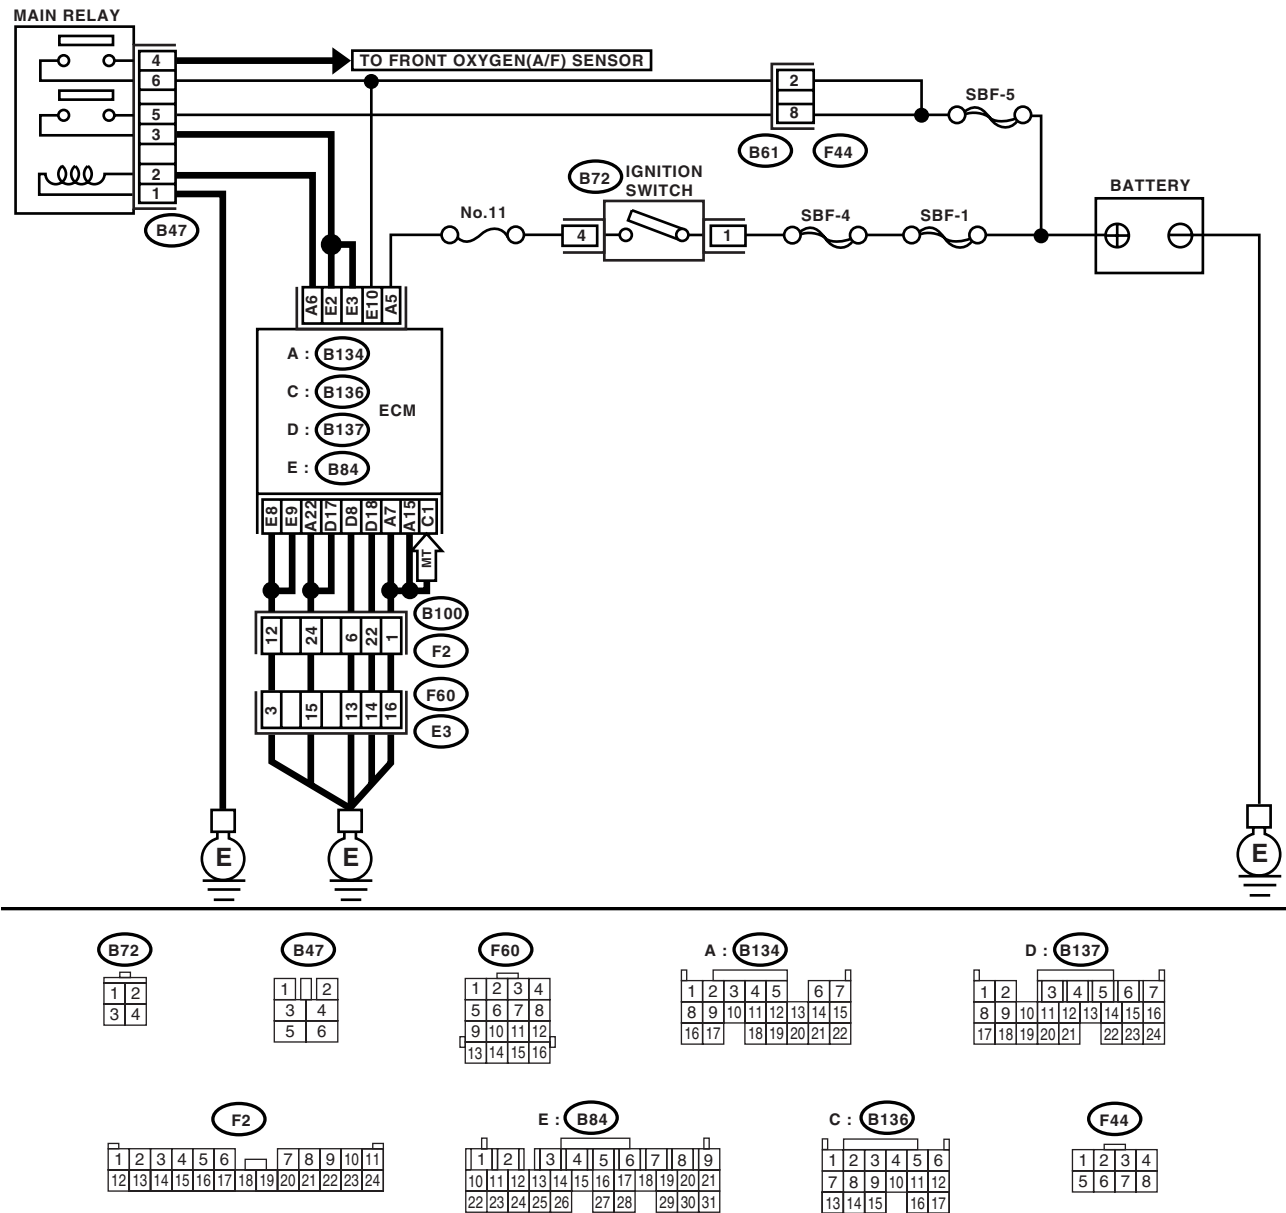 MAIN RELAY
4
TO FRONT OXYGEN(A/F) SENSOR
6
2
SBF-5
5
8
3
B61
F44
2
B72
IGNITION
SWITCH
BATTERY
1
B47
No.11
4
1
SBF-4
SBF-1
A6
E2
E3
E10
A5
A : B134
C : B136
ECM
D : B137
E : B84
E8
E9
A22
D17
D8
D18
A7
A15
C1
MT
12
24
6
22
1
B100
F2
3
15
13
14
16
F60
E3
E
E
E
B72
B47
F60
A : B134
D : B137
1 2
3 4
1 2
3 4
5 6
1 2 3 4
5 6 7 8
9 10 11 12
13 14 15 16
1 2 3 4 5 6 7
8 9 10 11 12 13 14 15
16 17 18 19 20 21 22
1 2 3 4 5 6 7
8 9 10 11 12 13 14 15 16
17 18 19 20 21 22 23 24
F2
E : B84
C : B136
F44
1 2 3 4 5 6 7 8 9 10 11
12 13 14 15 16 17 18 19 20 21 22 23 24
1 2 3 4 5 6 7 8 9
10 11 12 13 14 15 16 17 18 19 20 21
22 23 24 25 26 27 28 29 30 31
1 2 3 4 5 6
7 8 9 10 11 12
13 14 15 16 17
1 2 3 4
5 6 7 8